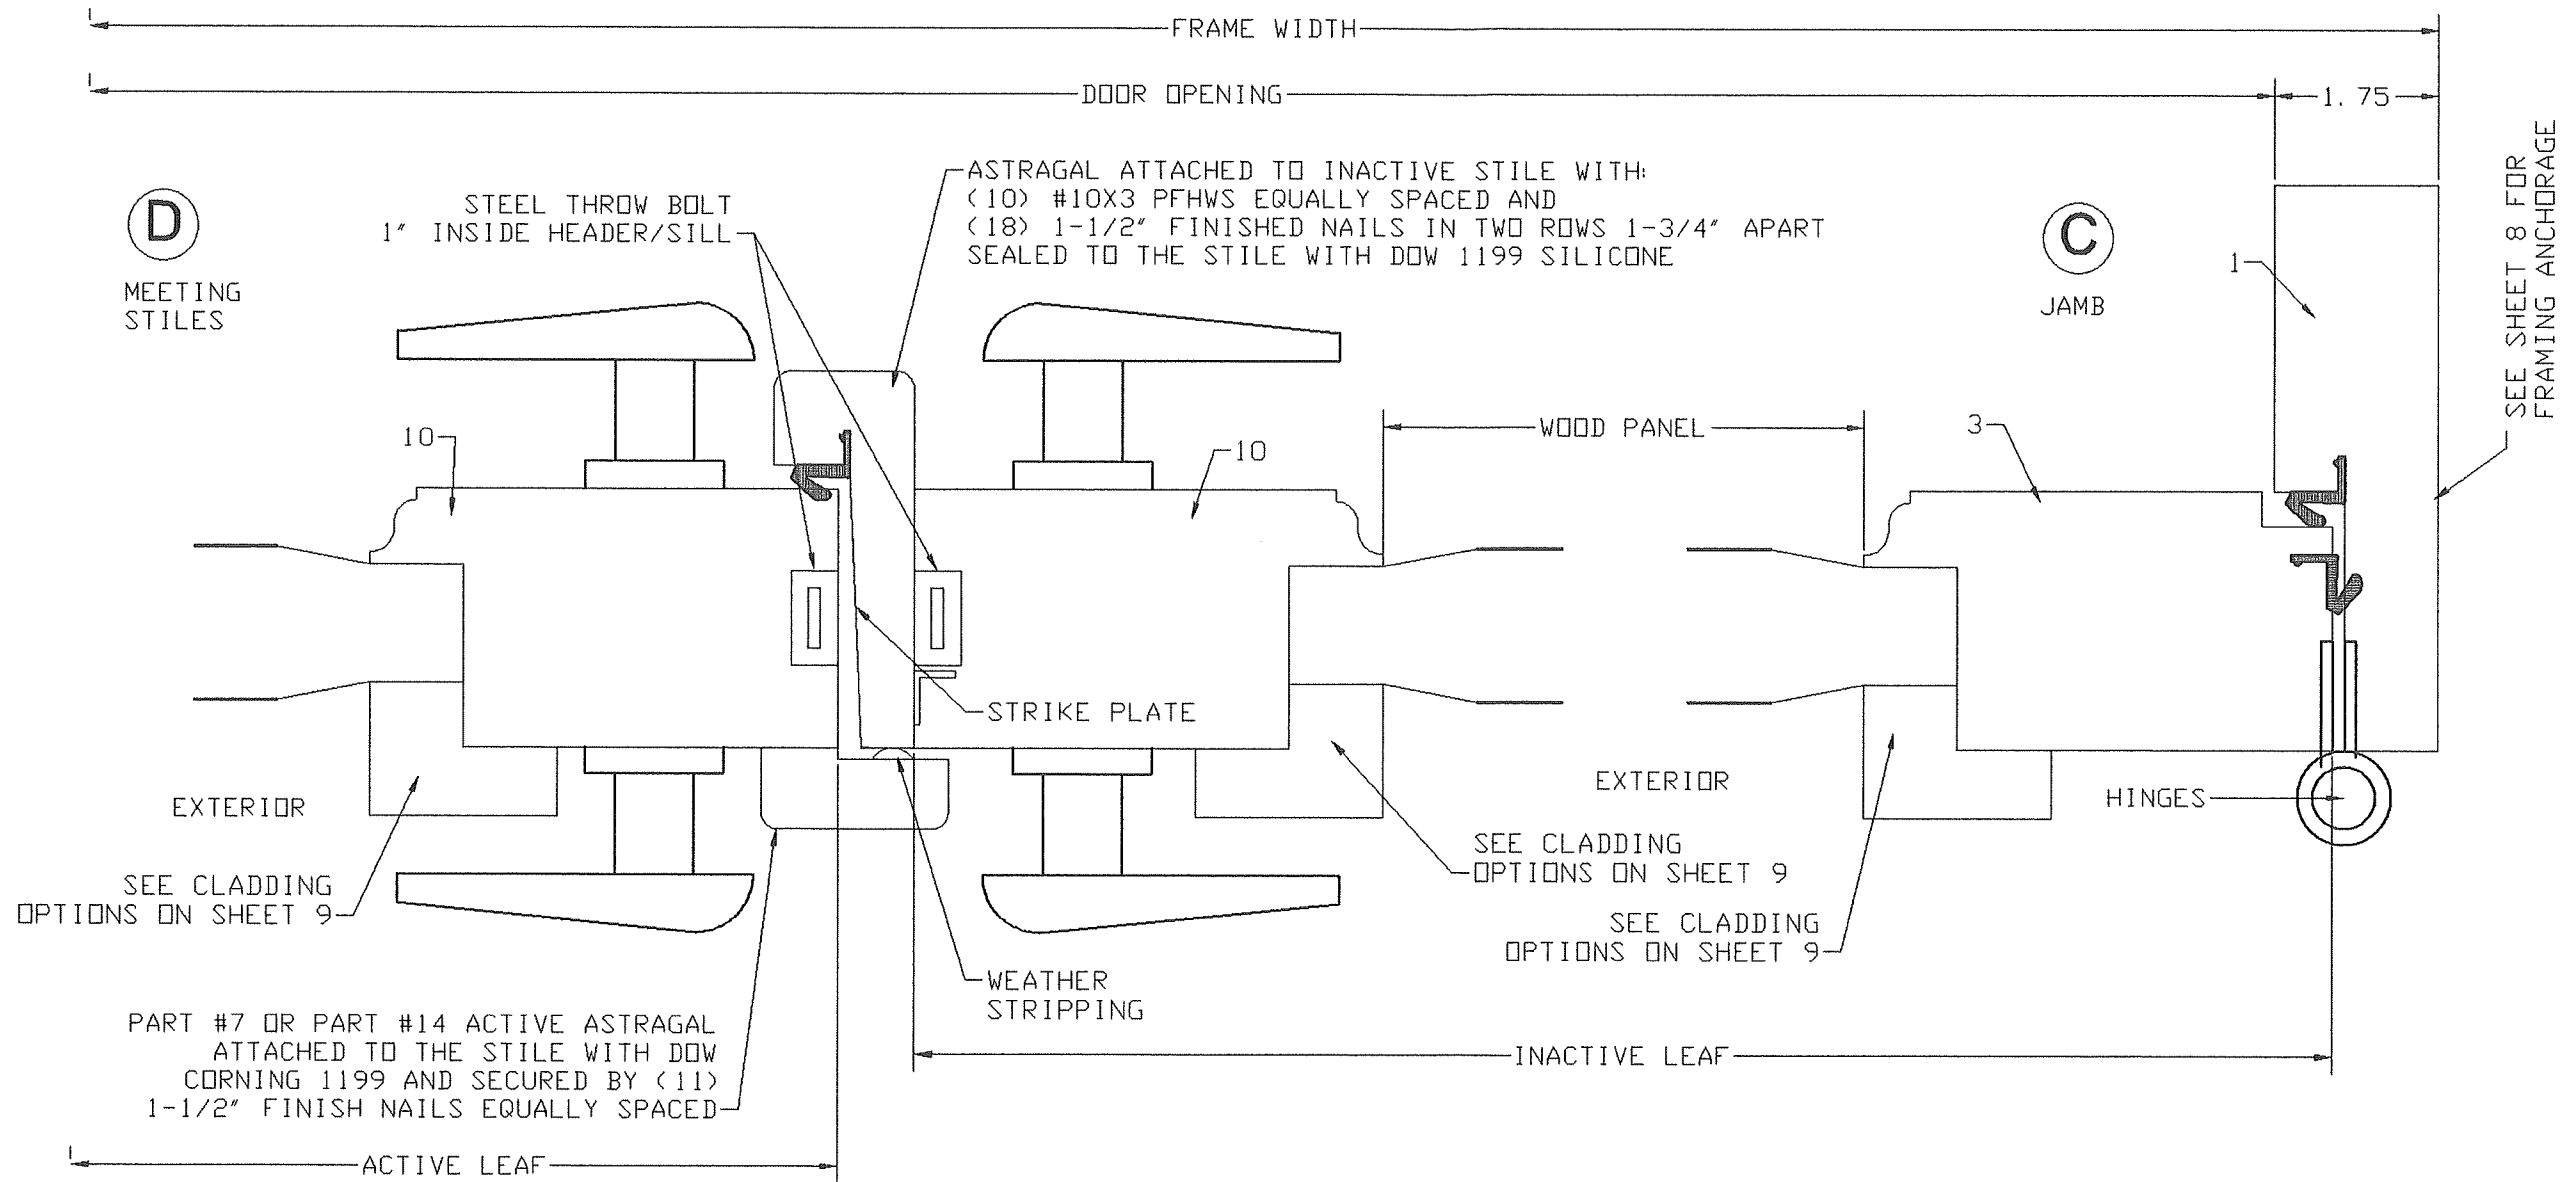 FRAME WIDTH
DOOR OPENING
1.75
ASTRAGAL ATTACHED TO INACTIVE STILE WITH:
(10) #10X3 PFHWS EQUALLY SPACED AND
(18) 1-1/2" FINISHED NAILS IN TWO ROWS 1-3/4" APART
SEALED TO THE STILE WITH DOW 1199 SILICONE
STEEL THROW BOLT
1" INSIDE HEADER/SILL
D
MEETING
STILES
C
JAMB
1
SEE SHEET 8 FOR
FRAMING ANCHORAGE
10
10
WOOD PANEL
3
STRIKE PLATE
EXTERIOR
EXTERIOR
HINGES
SEE CLADDING
OPTIONS ON SHEET 9
SEE CLADDING
OPTIONS ON SHEET 9
SEE CLADDING
OPTIONS ON SHEET 9
WEATHER
STRIPPING
PART #7 OR PART #14 ACTIVE ASTRAGAL
ATTACHED TO THE STILE WITH DOW
CORNING 1199 AND SECURED BY (11)
1-1/2" FINISH NAILS EQUALLY SPACED
INACTIVE LEAF
ACTIVE LEAF